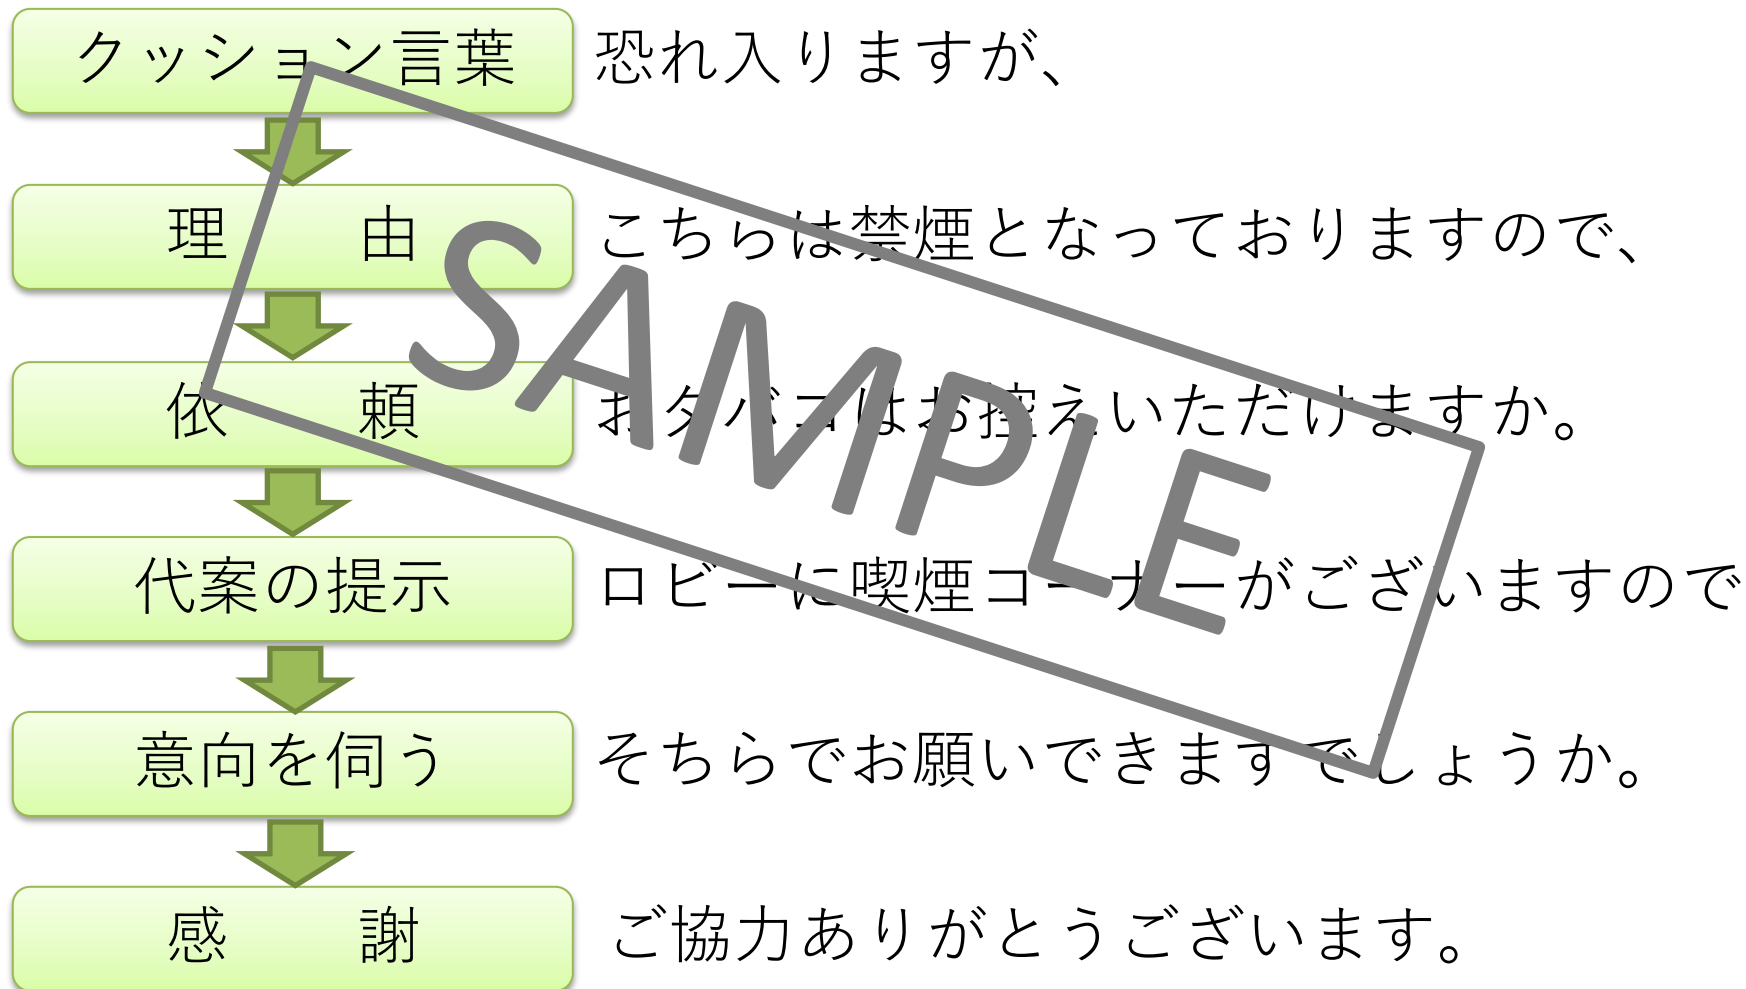 クッション言葉 恐れ入りますが、
理 由 こちらは禁煙となっておりますので、
依 頼 おタバコはお控えいただけますか。
代案の提示 ロビーに喫煙コーナーがございますので
意向を伺う そちらでお願いできますでしょうか。
感 謝 ご協力ありがとうございます。
SAMPLE